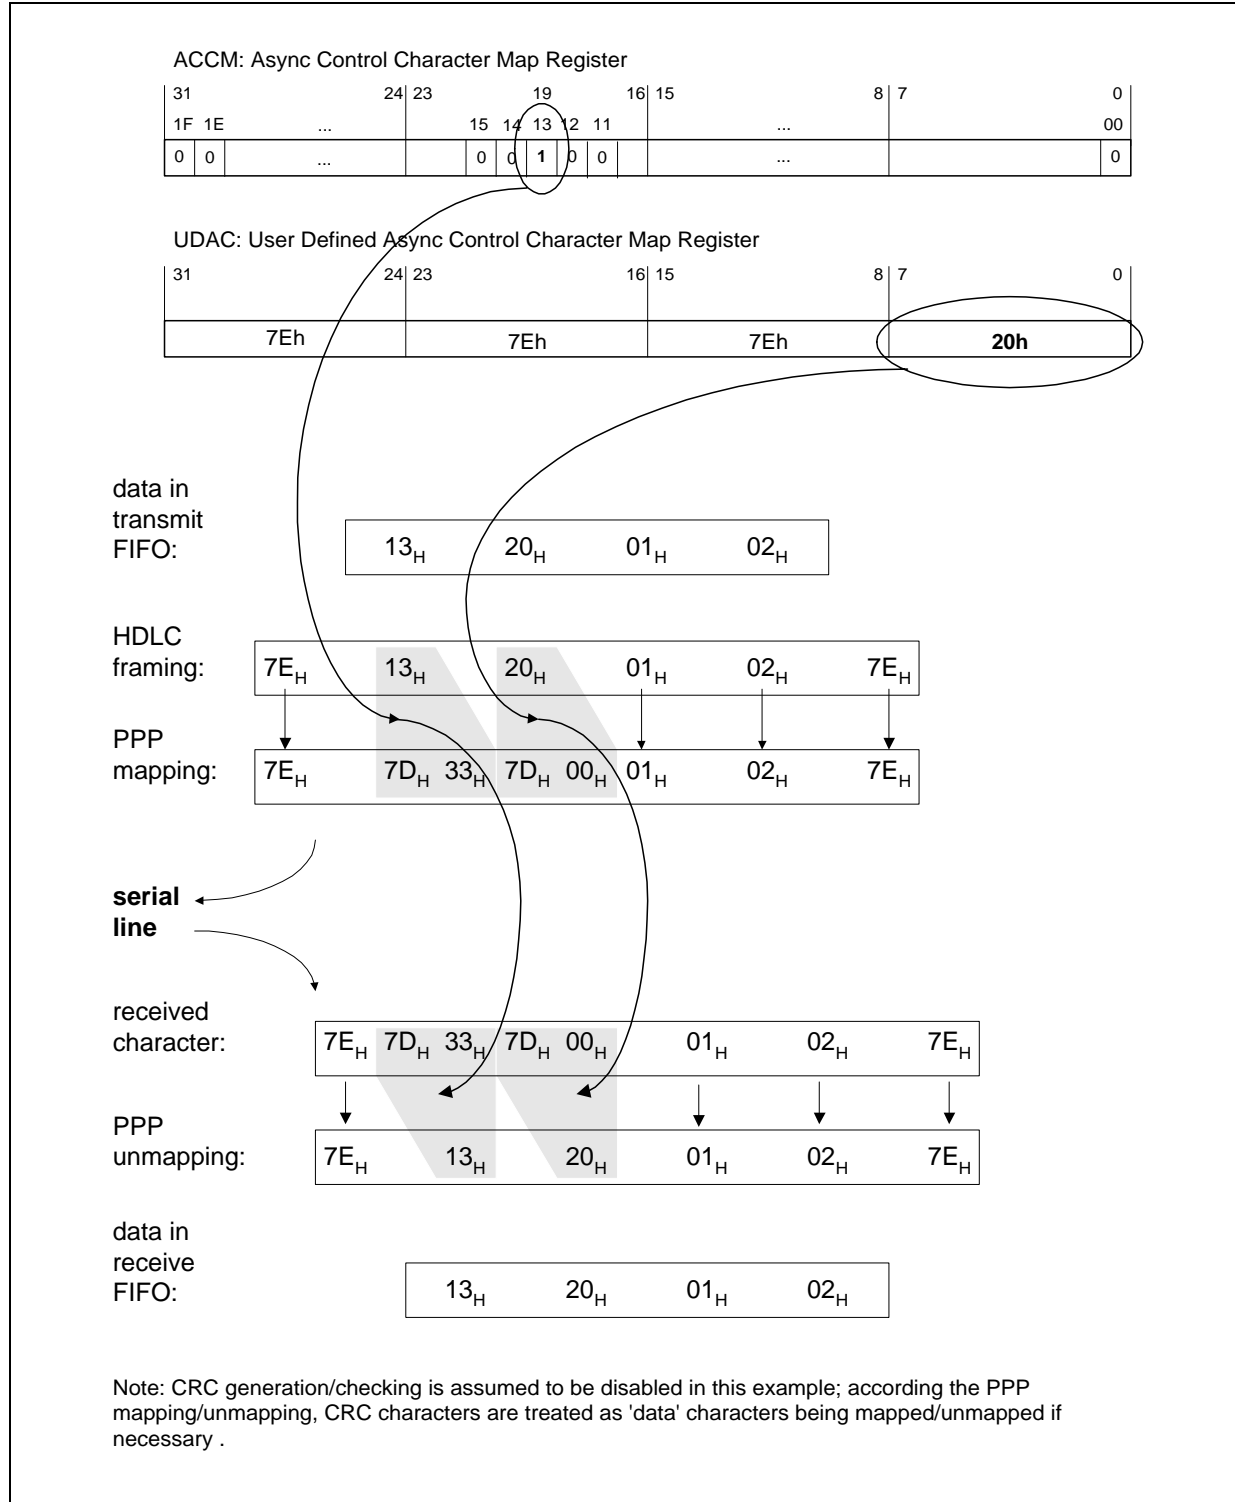 ACCM: Async Control Character Map Register
31 24 23 19 16 15 8 7 0
1F 1E ... 15 14 13 12 11 ... 00
0 0 ... 0 0 1 0 0 ... 0
UDAC: User Defined Async Control Character Map Register
31 24 23 16 15 8 7 0
7Eh 7Eh 7Eh 20h
data in
transmit
FIFO:
13H 20H 01H 02H
HDLC
framing:
7EH 13H 20H 01H 02H 7EH
PPP
mapping:
7EH 7DH 33H 7DH 00H 01H 02H 7EH
serial
line
received
character:
7EH 7DH 33H 7DH 00H 01H 02H 7EH
PPP
unmapping:
7EH 13H 20H 01H 02H 7EH
data in
receive
FIFO:
13H 20H 01H 02H
Note: CRC generation/checking is assumed to be disabled in this example; according the PPP
mapping/unmapping, CRC characters are treated as 'data' characters being mapped/unmapped if
necessary .